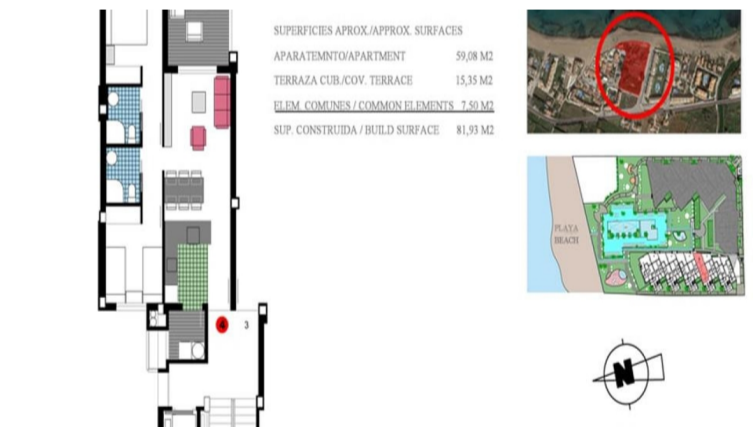 SUPERFICIES APROX./APPROX. SURFACES
APARATEMNTO/APARTMENT 59,08 M2
TERRAZA CUB./COV. TERRACE 15,35 M2
ELEM. COMUNES / COMMON ELEMENTS 7,50 M2
SUP. CONSTRUIDA / BUILD SURFACE 81,93 M2
PLAYA
BEACH
4 3
N